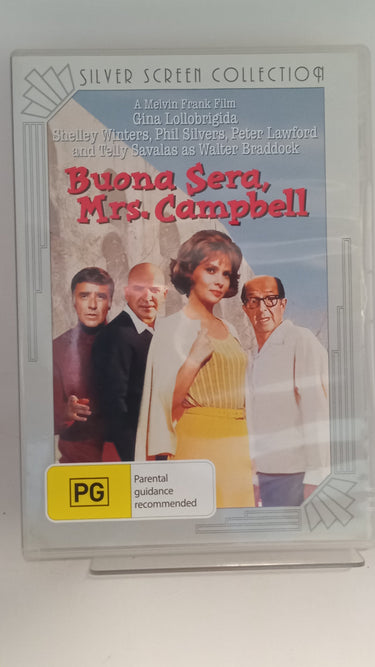 SILVER SCREEN COLLECTION
A Melvin Frank Film
Gina Lollobrigida
Shelley Winters, Phil Silvers, Peter Lawford
and Telly Savalas as Walter Braddock
Buona Sera,
Mrs. Campbell
PG
Parental
guidance
recommended